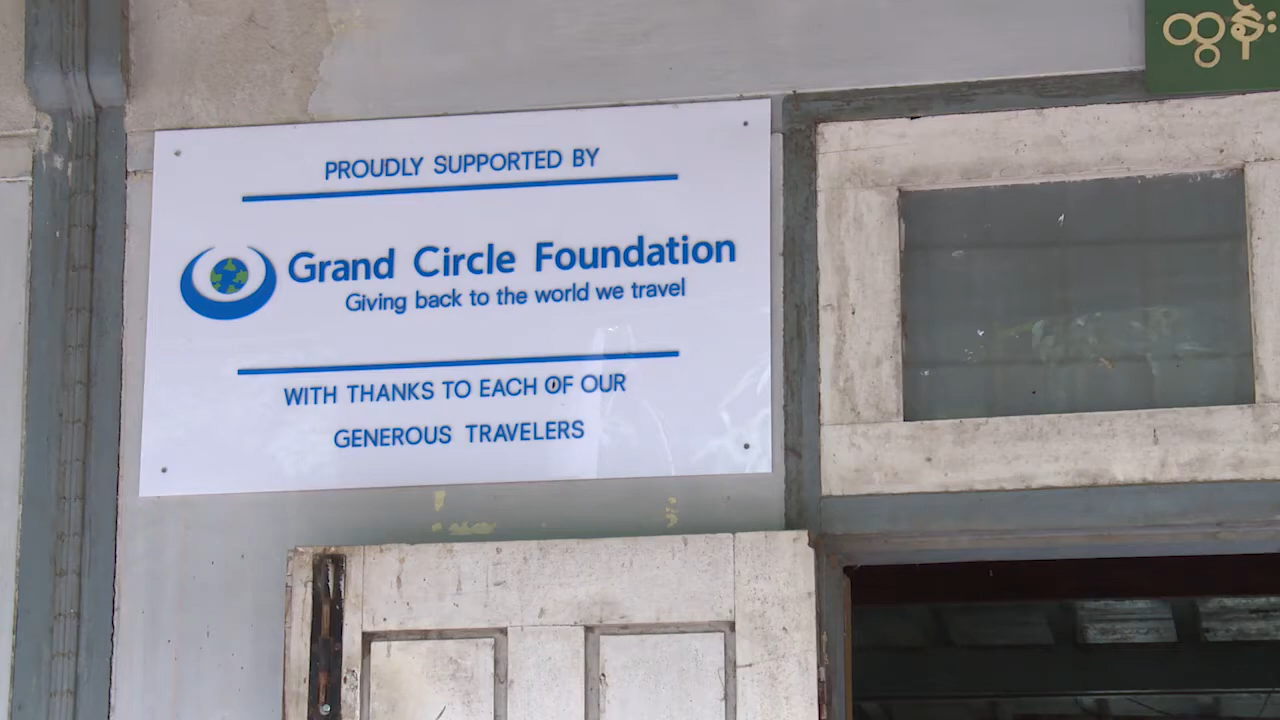 PROUDLY SUPPORTED BY
Grand Circle Foundation
Giving back to the world we travel
WITH THANKS TO EACH OF OUR
GENEROUS TRAVELERS